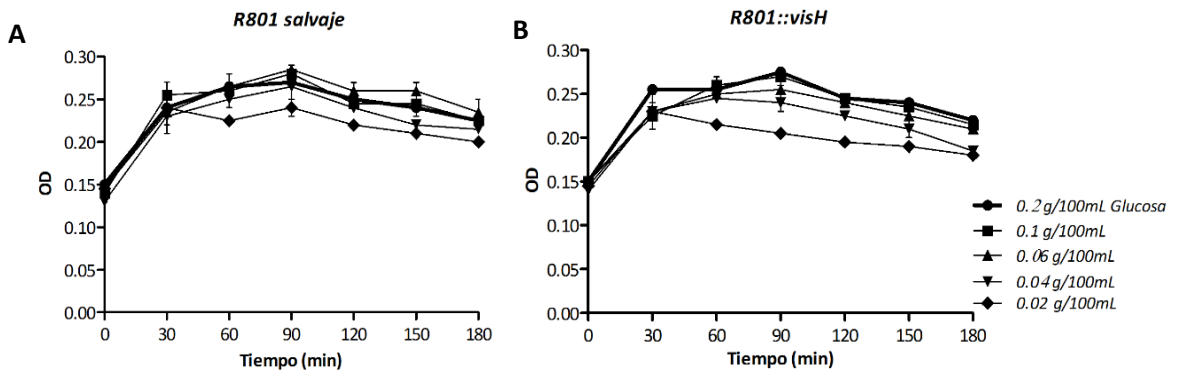 R801 salvaje
A
OD
0.30
0.25
0.20
0.15
0.10
0.05
0.00
0 30 60 90 120 150 180
Tiempo (min)
R801::visH
B
OD
0.30
0.25
0.20
0.15
0.10
0.05
0.00
0 30 60 90 120 150 180
Tiempo (min)
0.2 g/100mL Glucosa
0.1 g/100mL
0.06 g/100mL
0.04 g/100mL
0.02 g/100mL